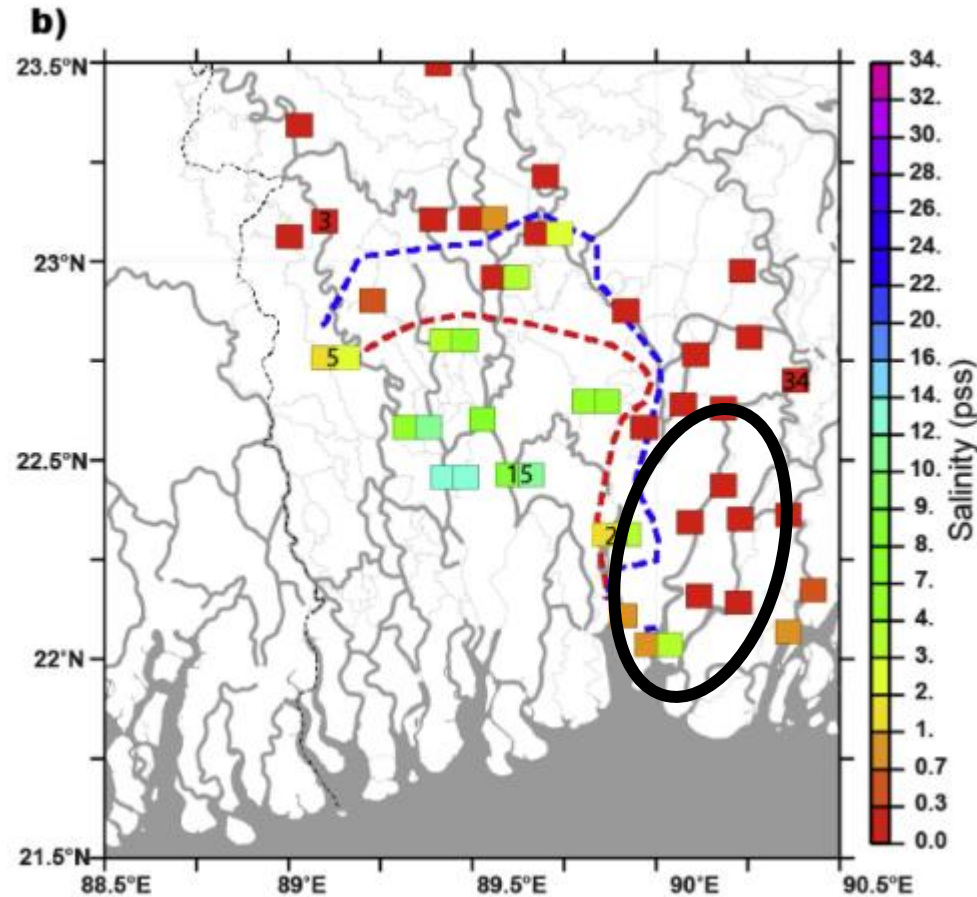 b)
23.5°N
23°N
22.5°N
22°N
21.5°N
88.5°E
89°E
89.5°E
90°E
90.5°E
3
5
34
15
2
34.
32.
30.
28.
26.
24.
22.
20.
16.
14.
12.
10.
9.
8.
7.
4.
3.
2.
1.
0.7
0.3
0.0
Salinity (pss)